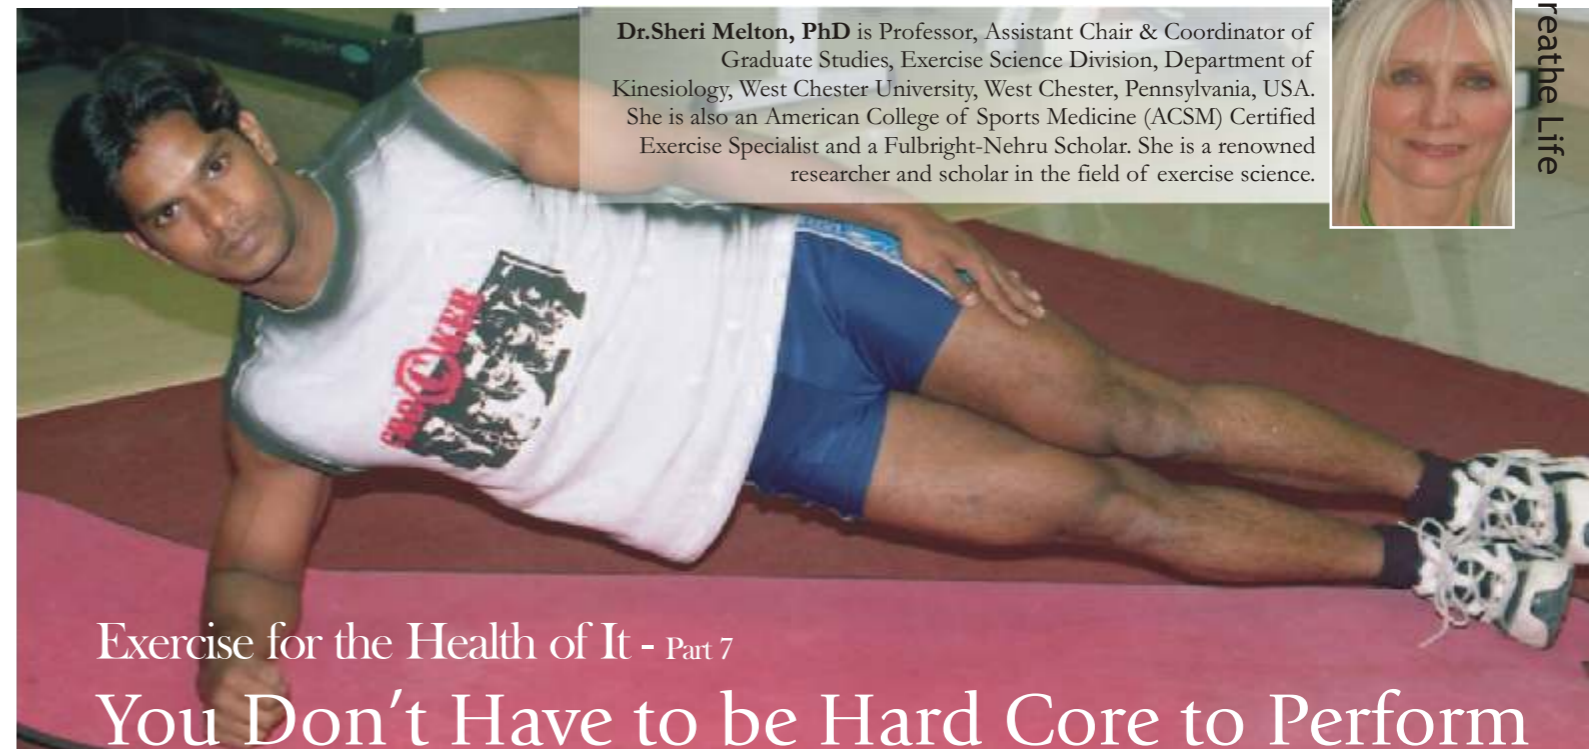 Dr.Sheri Melton, PhD is Professor, Assistant Chair & Coordinator of
Graduate Studies, Exercise Science Division, Department of
Kinesiology, West Chester University, West Chester, Pennsylvania, USA.
She is also an American College of Sports Medicine (ACSM) Certified
Exercise Specialist and a Fulbright-Nehru Scholar. She is a renowned
researcher and scholar in the field of exercise science.
reathe Life
Exercise for the Health of It - Part 7
You Don't Have to be Hard Core to Perform